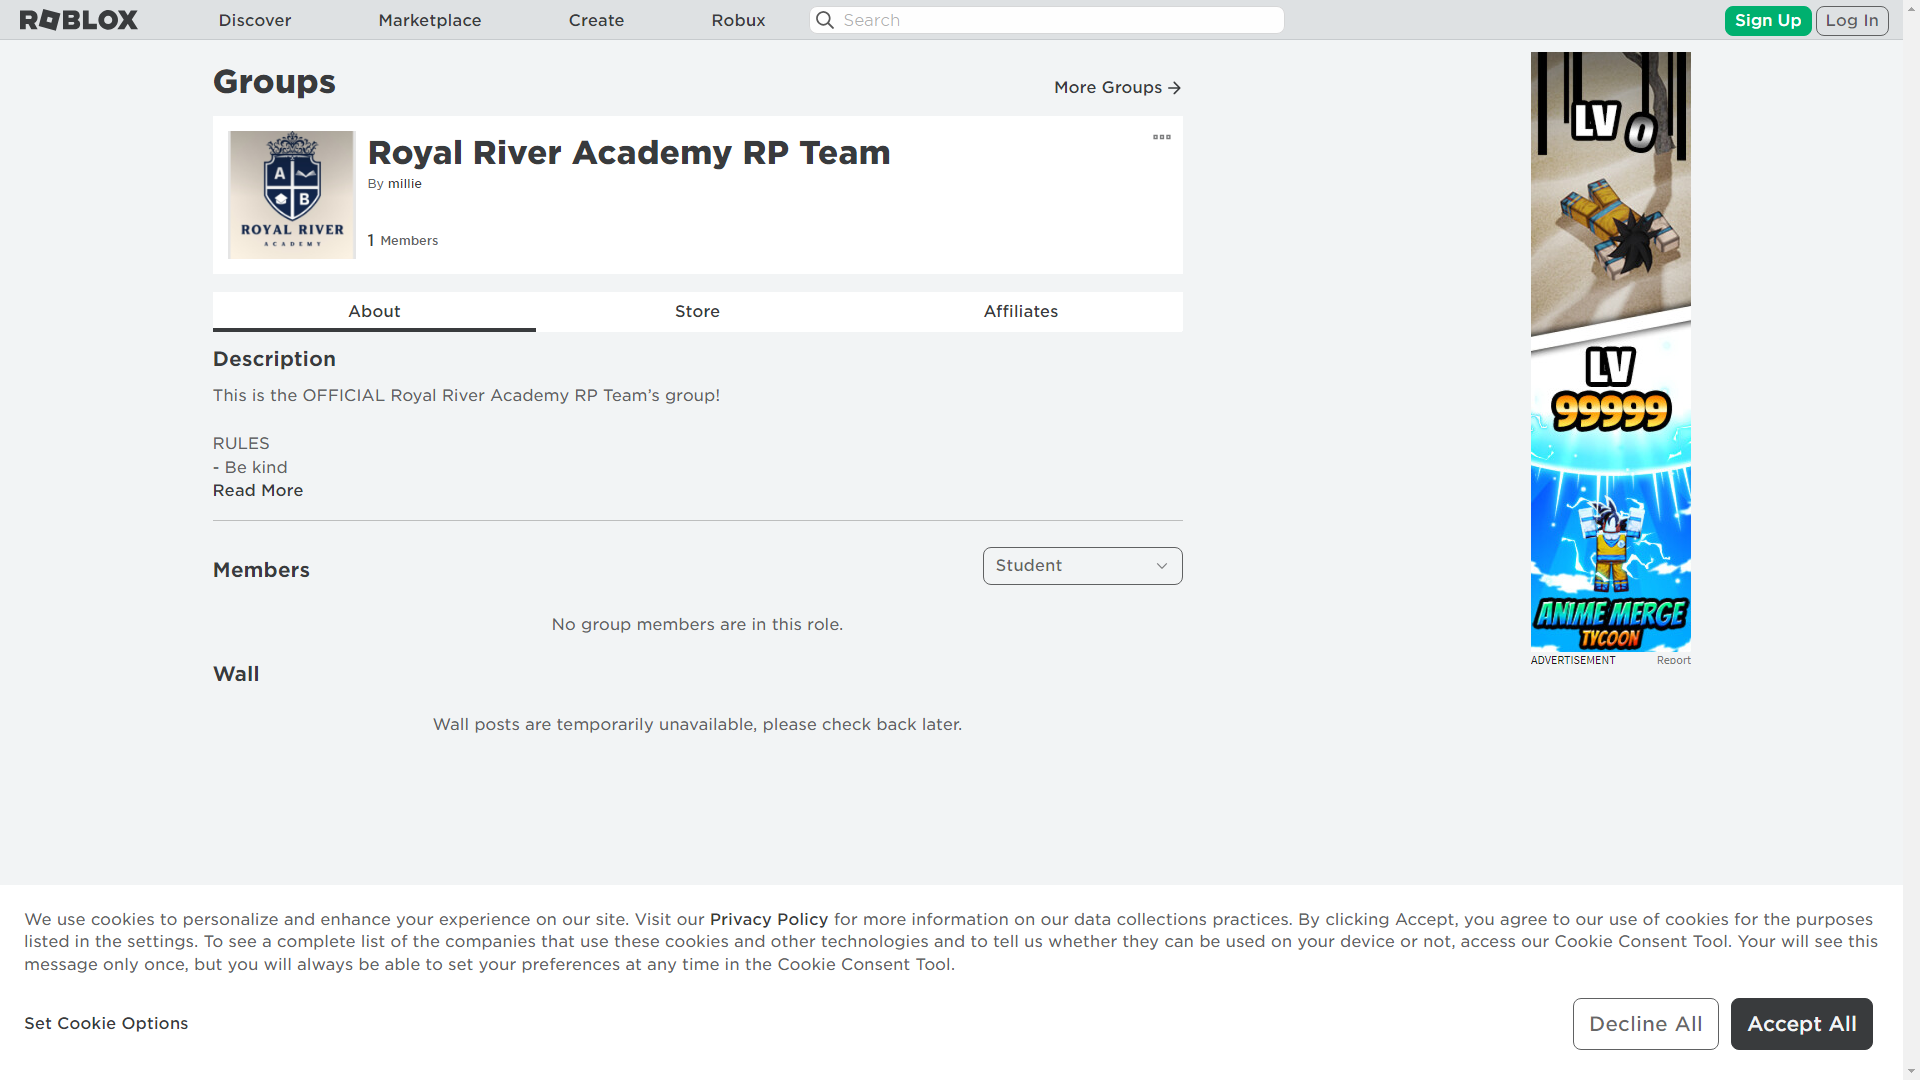 ROBLOX
Discover
Marketplace
Create
Robux
Search
Sign Up
Log In
Groups
More Groups
A
B
ROYAL RIVER
ACADEMY
Royal River Academy RP Team
By millie
1 Members
About
Store
Affiliates
Description
This is the OFFICIAL Royal River Academy RP Team’s group!
RULES
- Be kind
Read More
Members
Student
No group members are in this role.
Wall
Wall posts are temporarily unavailable, please check back later.
LV 0
LV
99999
ANIME MERGE
TYCOON
ADVERTISEMENT
Report
We use cookies to personalize and enhance your experience on our site. Visit our Privacy Policy for more information on our data collections practices. By clicking Accept, you agree to our use of cookies for the purposes
listed in the settings. To see a complete list of the companies that use these cookies and other technologies and to tell us whether they can be used on your device or not, access our Cookie Consent Tool. Your will see this
message only once, but you will always be able to set your preferences at any time in the Cookie Consent Tool.
Set Cookie Options
Decline All
Accept All